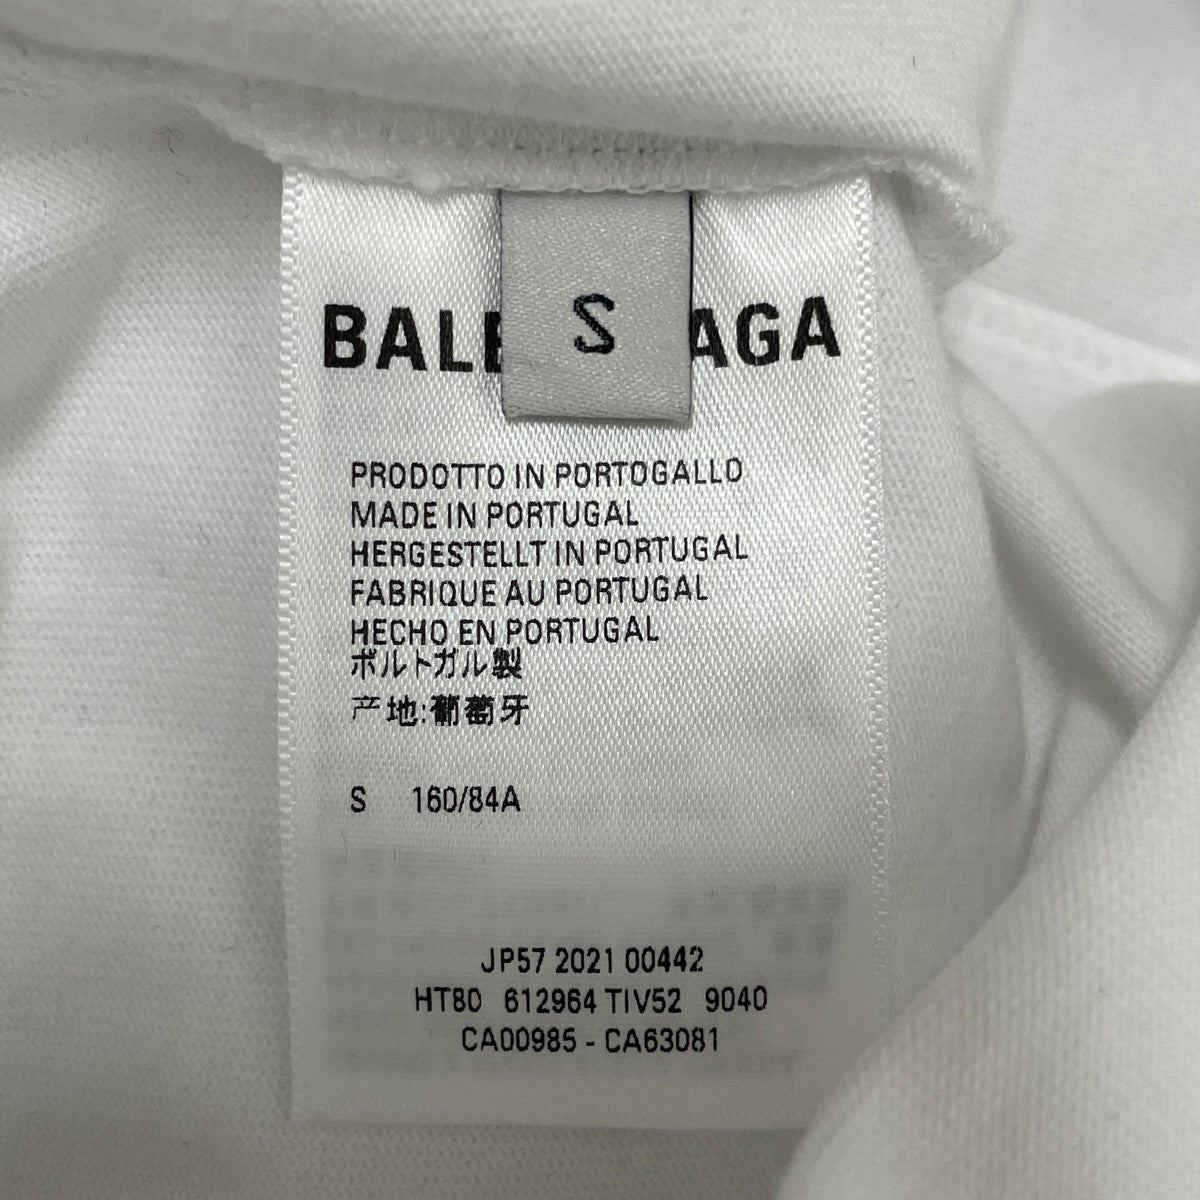 BALE AGA
S
PRODOTTO IN PORTOGALLO
MADE IN PORTUGAL
HERGESTELLT IN PORTUGAL
FABRIQUE AU PORTUGAL
HECHO EN PORTUGAL
ポルトガル製
产地:葡萄牙
S 160/84A
JP57 2021 00442
HT80 612964 TIV52 9040
CA00985 - CA63081